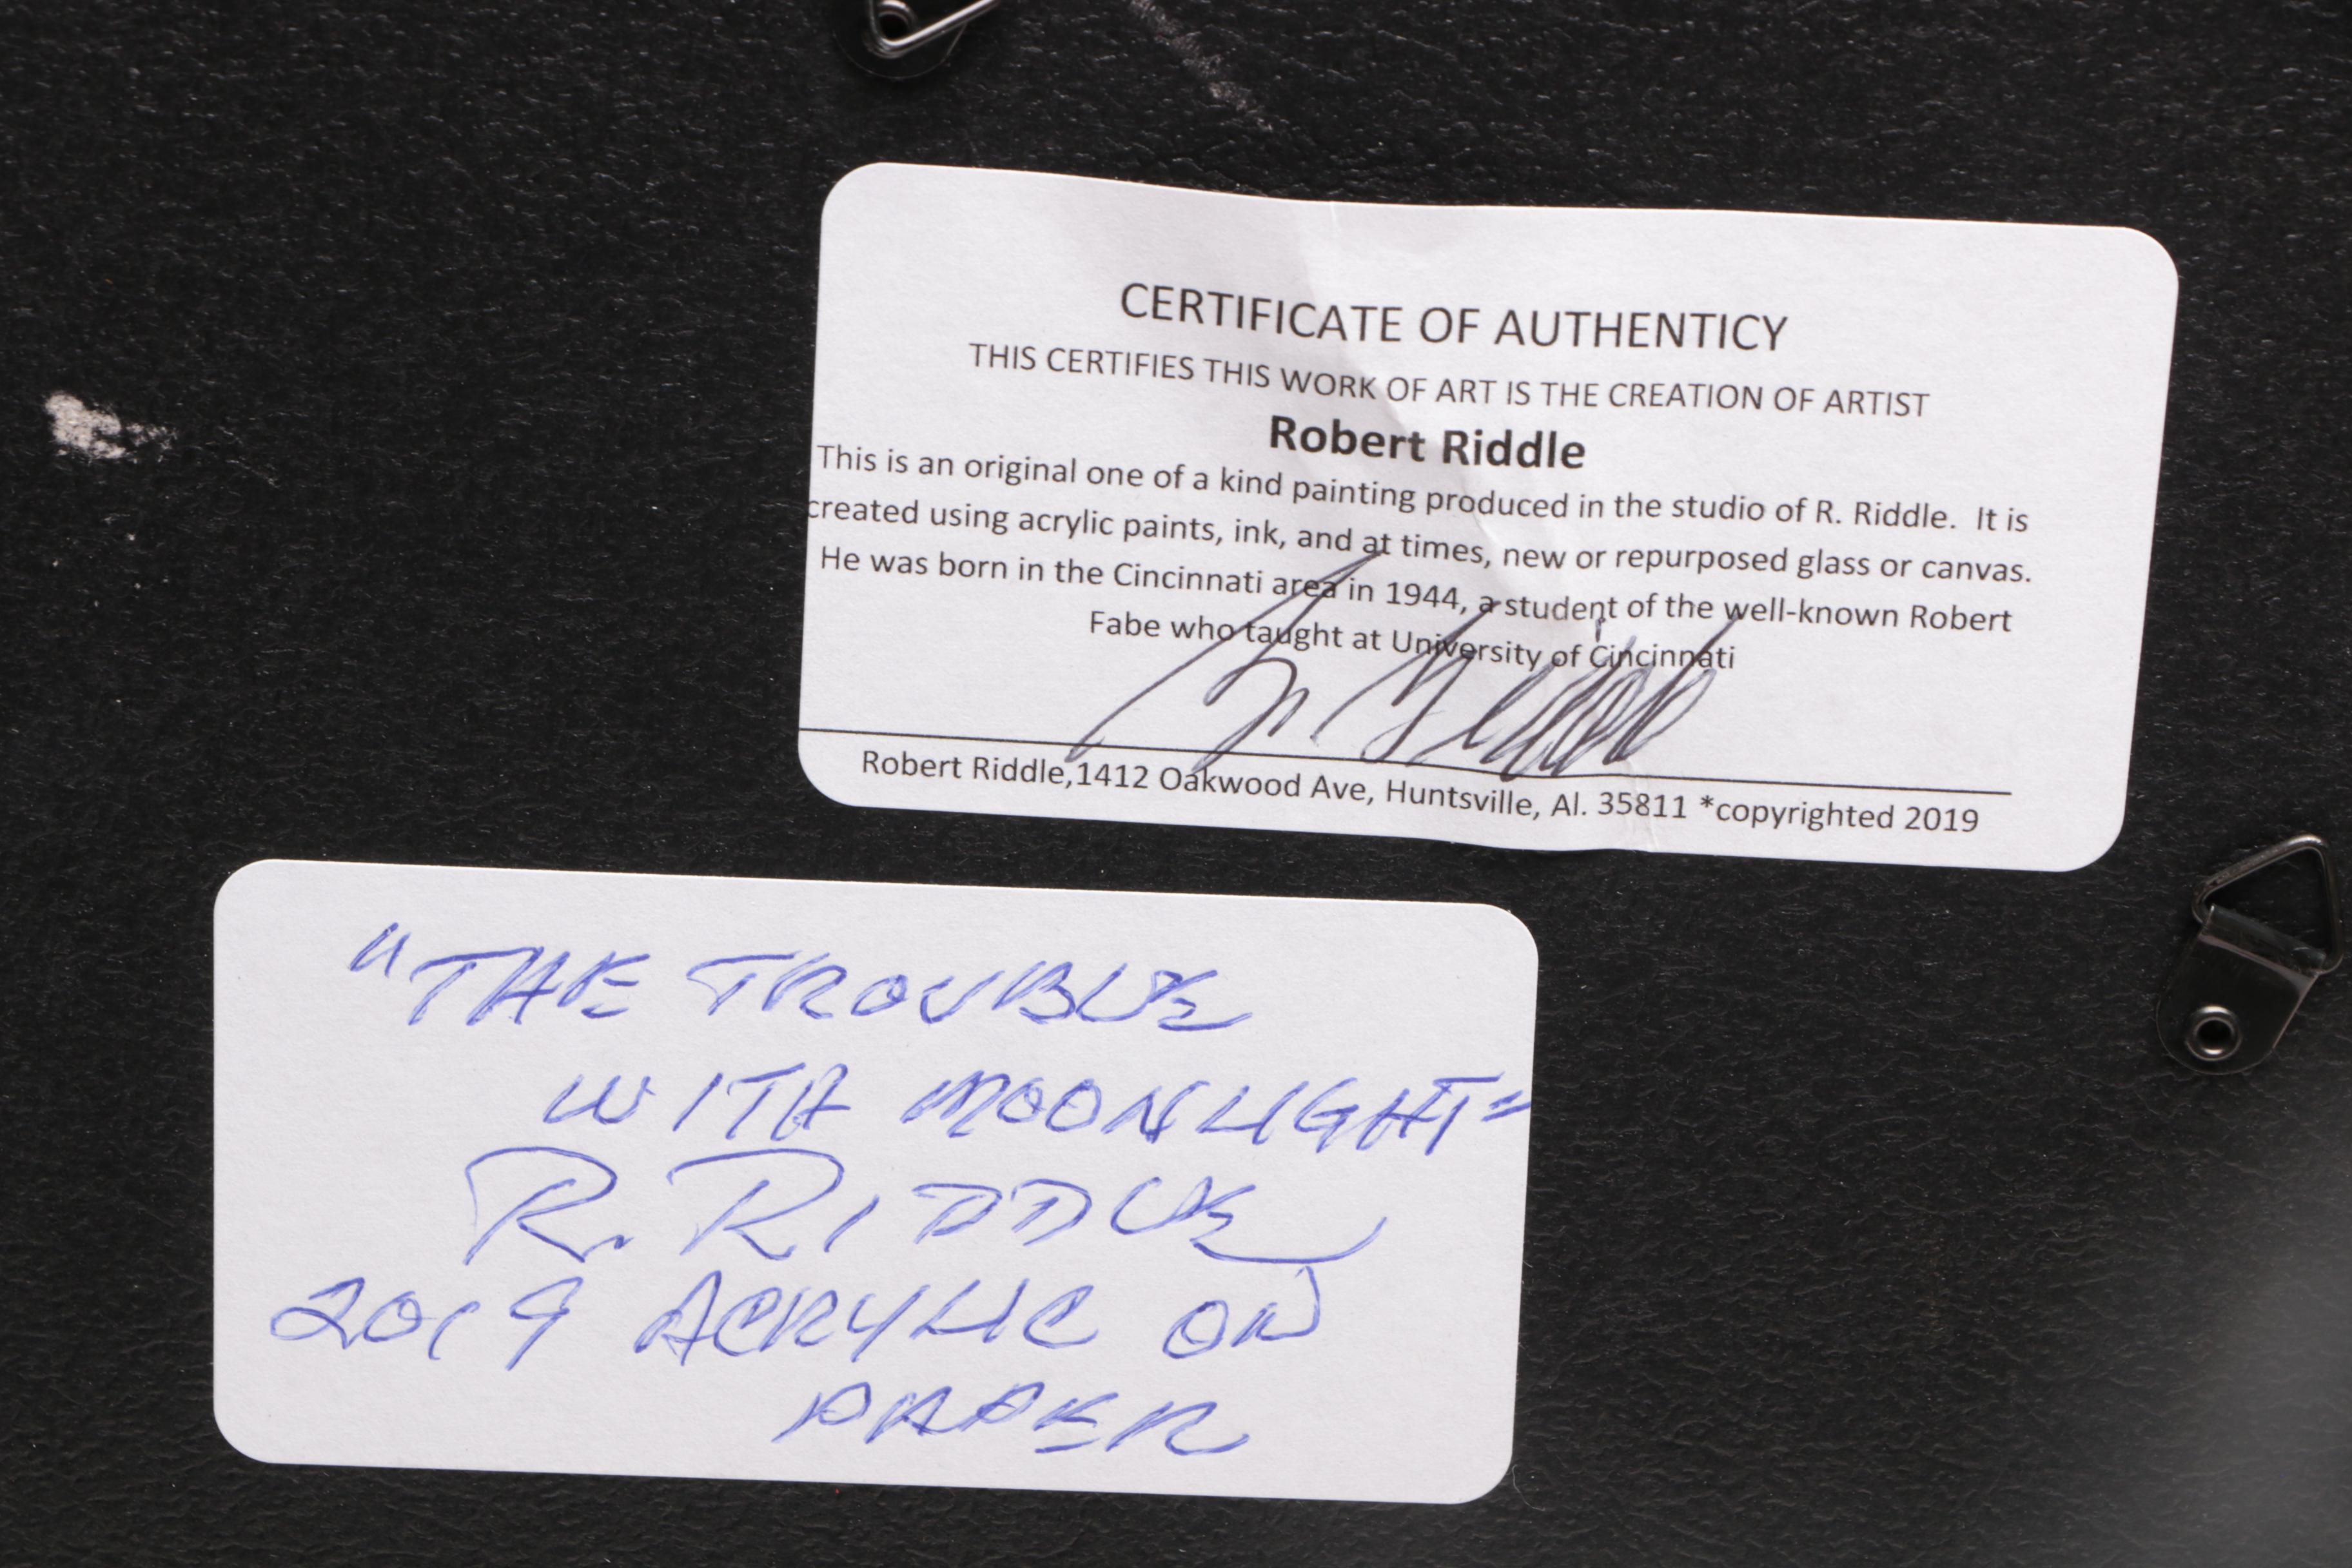 CERTIFICATE OF AUTHENTICY
THIS CERTIFIES THIS WORK OF ART IS THE CREATION OF ARTIST
Robert Riddle
This is an original one of a kind painting produced in the studio of R. Riddle. It is
created using acrylic paints, ink, and at times, new or repurposed glass or canvas.
He was born in the Cincinnati area in 1944, a student of the well-known Robert
Fabe who taught at University of Cincinnati
Robert Riddle,1412 Oakwood Ave, Huntsville, Al. 35811 *copyrighted 2019
"THE TROUBLE
WITH MOONLIGHT"
R. RIDDLE
2019 ACRYLIC ON
PAPER